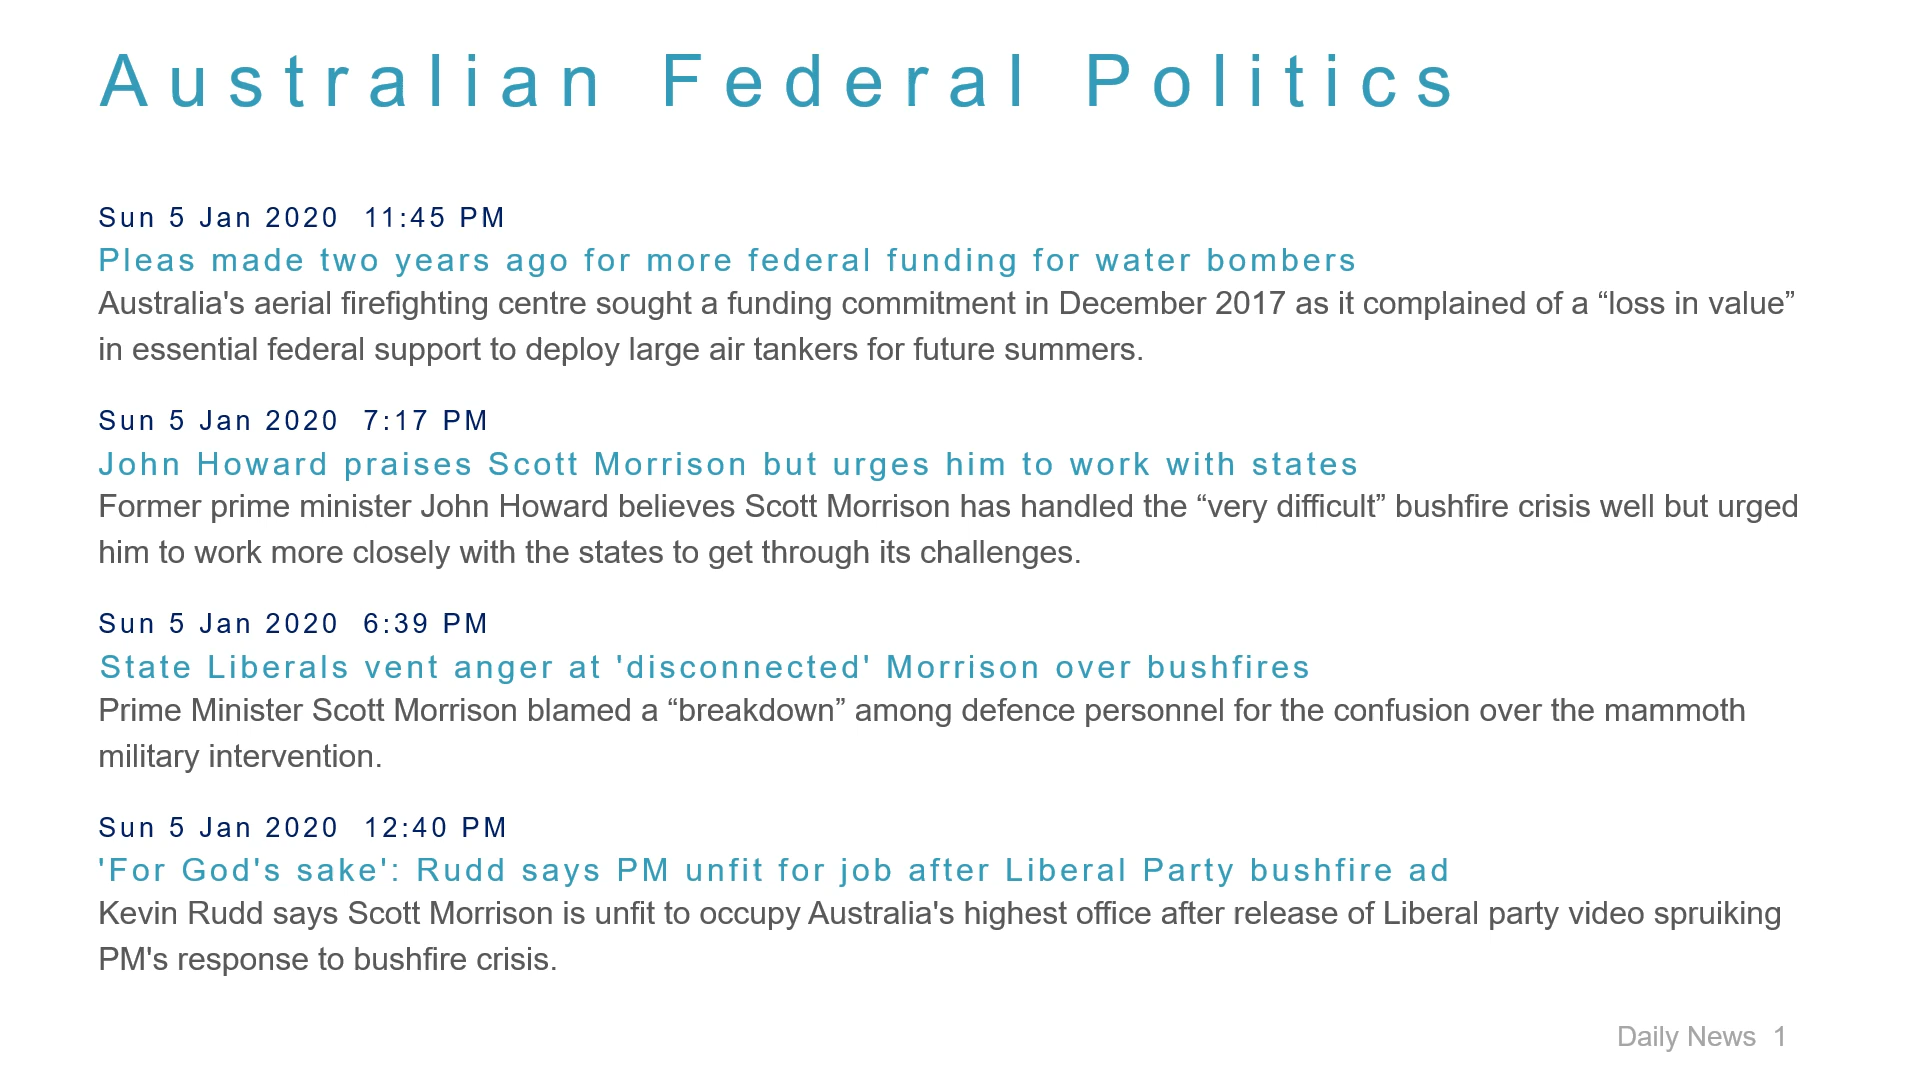 Australian Federal Politics
Sun 5 Jan 2020  11:45 PM
Pleas made two years ago for more federal funding for water bombers
Australia's aerial firefighting centre sought a funding commitment in December 2017 as it complained of a “loss in value”
in essential federal support to deploy large air tankers for future summers.
Sun 5 Jan 2020  7:17 PM
John Howard praises Scott Morrison but urges him to work with states
Former prime minister John Howard believes Scott Morrison has handled the “very difficult” bushfire crisis well but urged
him to work more closely with the states to get through its challenges.
Sun 5 Jan 2020  6:39 PM
State Liberals vent anger at 'disconnected' Morrison over bushfires
Prime Minister Scott Morrison blamed a “breakdown” among defence personnel for the confusion over the mammoth
military intervention.
Sun 5 Jan 2020  12:40 PM
'For God's sake': Rudd says PM unfit for job after Liberal Party bushfire ad
Kevin Rudd says Scott Morrison is unfit to occupy Australia's highest office after release of Liberal party video spruiking
PM's response to bushfire crisis.
Daily News  1